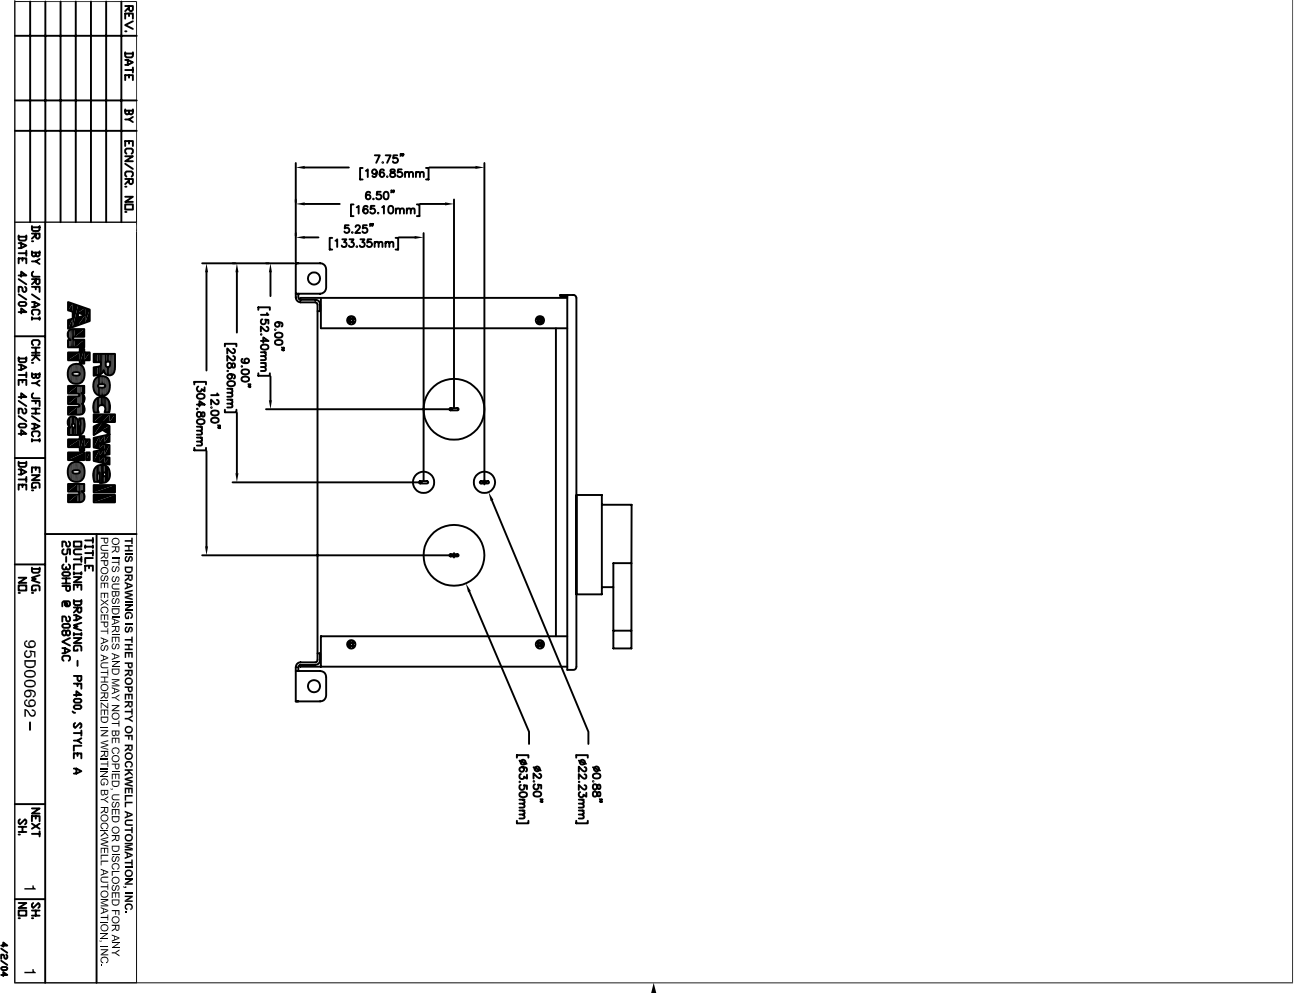 7.75"
[196.85mm]
6.50"
[165.10mm]
5.25"
[133.35mm]
6.00"
[152.40mm]
9.00"
[228.60mm]
12.00"
[304.80mm]
ø0.88"
[ø22.23mm]
ø2.50"
[ø63.50mm]
REV. DATE BY ECN/CR. NO.
Rockwell
Automation
THIS DRAWING IS THE PROPERTY OF ROCKWELL AUTOMATION, INC.
OR ITS SUBSIDIARIES AND MAY NOT BE COPIED, USED OR DISCLOSED FOR ANY
PURPOSE EXCEPT AS AUTHORIZED IN WRITING BY ROCKWELL AUTOMATION, INC.
TITLE
OUTLINE DRAWING - PF400, STYLE A
25-30HP @ 208VAC
DR. BY JRF/ACI
DATE 4/2/04
CHK. BY JFH/ACI
DATE 4/2/04
ENG.
DATE
DWG.
NO.
95D00692 -
NEXT
SH.
1
SH.
NO.
1
4/2/04